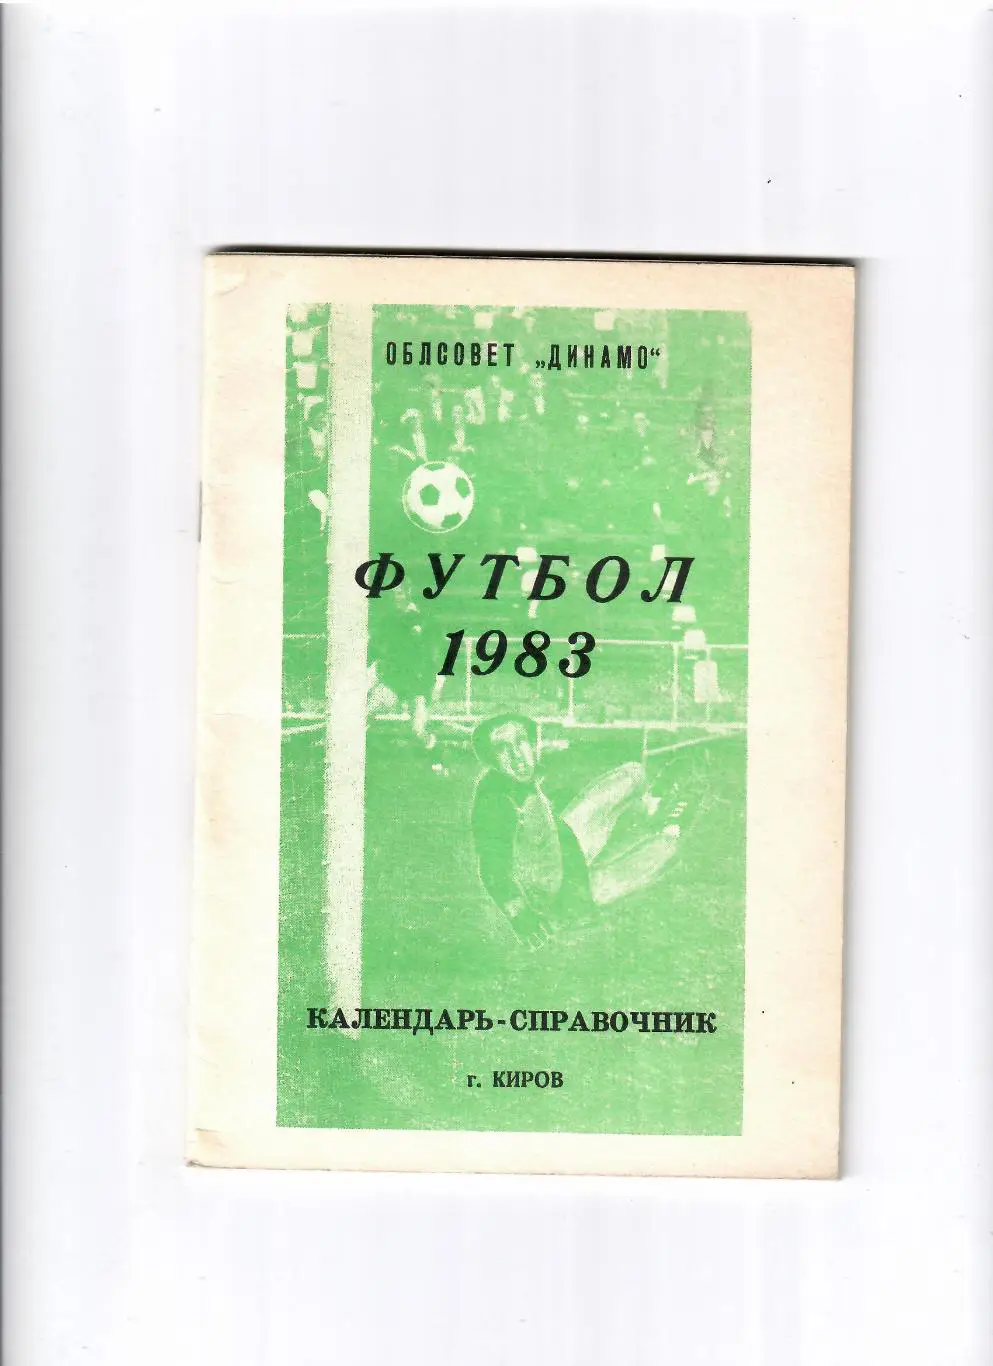 ОБЛСОВЕТ „ДИНАМО“
ФУТБОЛ
1983
КАЛЕНДАРЬ-СПРАВОЧНИК
г. КИРОВ